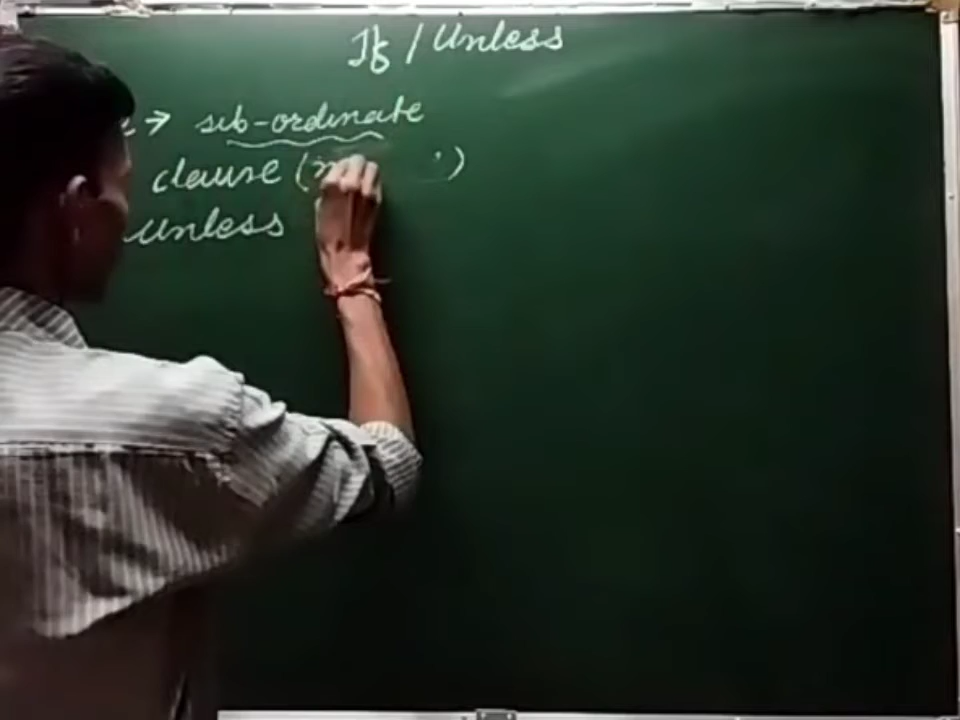 If / Unless
→ sub-ordinate
clause (
unless